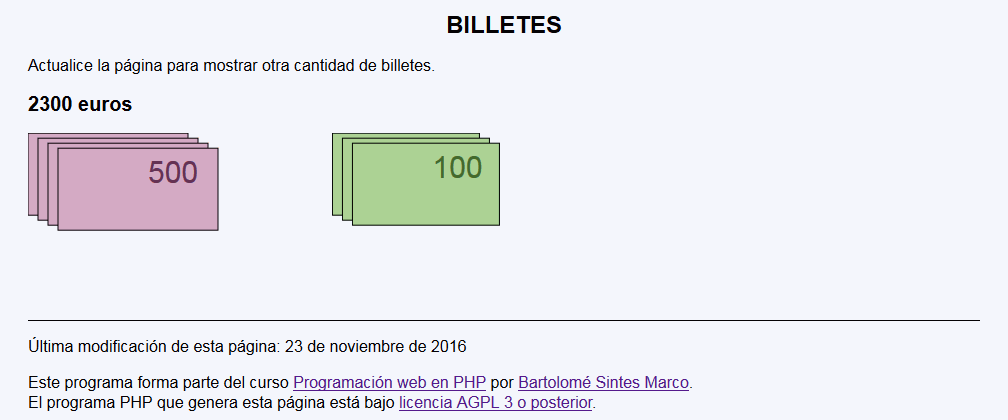 BILLETES
Actualice la página para mostrar otra cantidad de billetes.
2300 euros
500
100
Última modificación de esta página: 23 de noviembre de 2016
Este programa forma parte del curso Programación web en PHP por Bartolomé Sintes Marco.
El programa PHP que genera esta página está bajo licencia AGPL 3 o posterior.